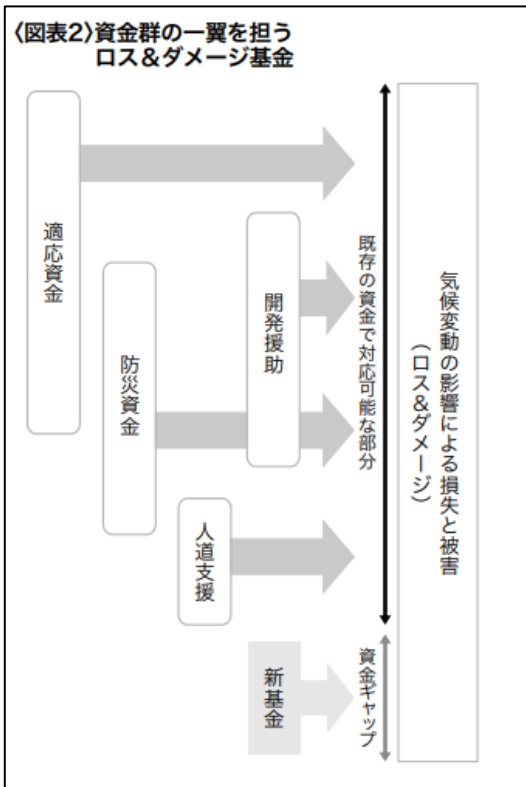 〈図表2〉資金群の一翼を担う
ロス＆ダメージ基金
適応資金
防災資金
人道支援
開発援助
新基金
既存の資金で対応可能な部分
資金ギャップ
気候変動の影響による損失と被害
（ロス＆ダメージ）